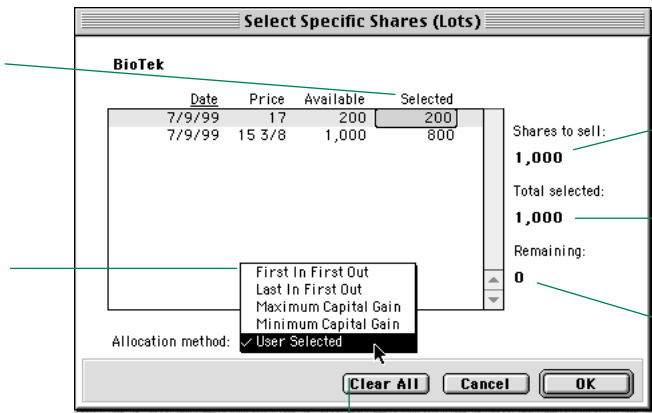 Select Specific Shares (Lots)
BioTek
Date Price Available Selected
7/9/99 17 200 200
7/9/99 15 3/8 1,000 800
Shares to sell:
1,000
Total selected:
1,000
Remaining:
0
First In First Out
Last In First Out
Maximum Capital Gain
Minimum Capital Gain
Allocation method: ✓ User Selected
Clear All Cancel OK